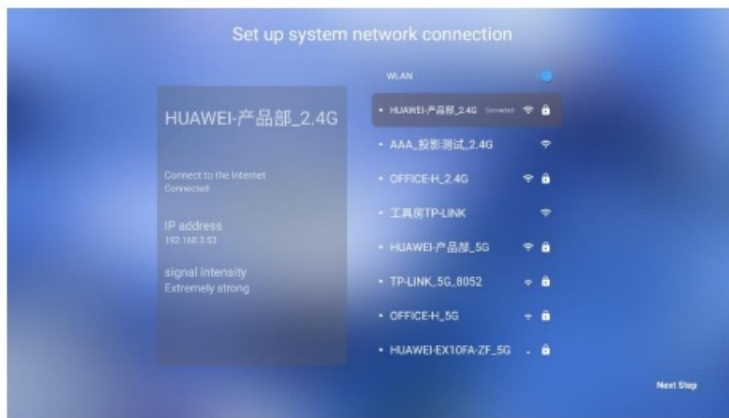 Set up system network connection
HUAWEI-产品部_2.4G
Connect to the Internet
Connected
IP address
192.168.3.53
signal intensity
Extremely strong
WLAN
• HUAWEI-产品部_2.4G Connected
• AAA_投影测试_2.4G
• OFFICE-H_2.4G
• 工具房TP-LINK
• HUAWEI-产品部_5G
• TP-LINK_5G_8052
• OFFICE-H_5G
• HUAWEI-EX10FA-ZF_5G
Next Step